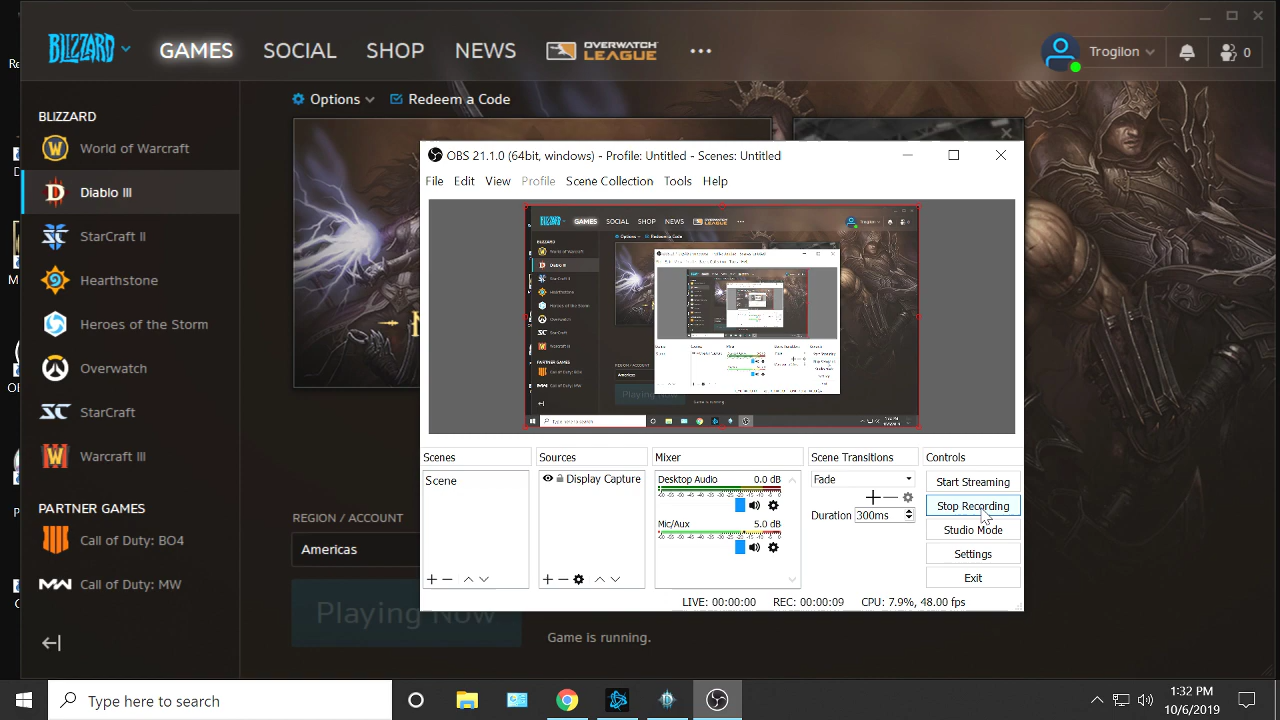 BLIZZARD
GAMES
SOCIAL
SHOP
NEWS
OVERWATCH
LEAGUE
Trogilon
0
Options
Redeem a Code
BLIZZARD
World of Warcraft
Diablo III
StarCraft II
Hearthstone
Heroes of the Storm
Overwatch
StarCraft
Warcraft III
PARTNER GAMES
Call of Duty: BO4
Call of Duty: MW
REGION / ACCOUNT
Americas
Playing Now
Game is running.
OBS 21.1.0 (64bit, windows) - Profile: Untitled - Scenes: Untitled
File Edit View Profile Scene Collection Tools Help
Scenes
Scene
Sources
Display Capture
Mixer
Desktop Audio 0.0 dB
Mic/Aux 5.0 dB
Scene Transitions
Fade
Duration 300ms
Controls
Start Streaming
Stop Recording
Studio Mode
Settings
Exit
LIVE: 00:00:00 REC: 00:00:09 CPU: 7.9%, 48.00 fps
Type here to search
1:32 PM
10/6/2019